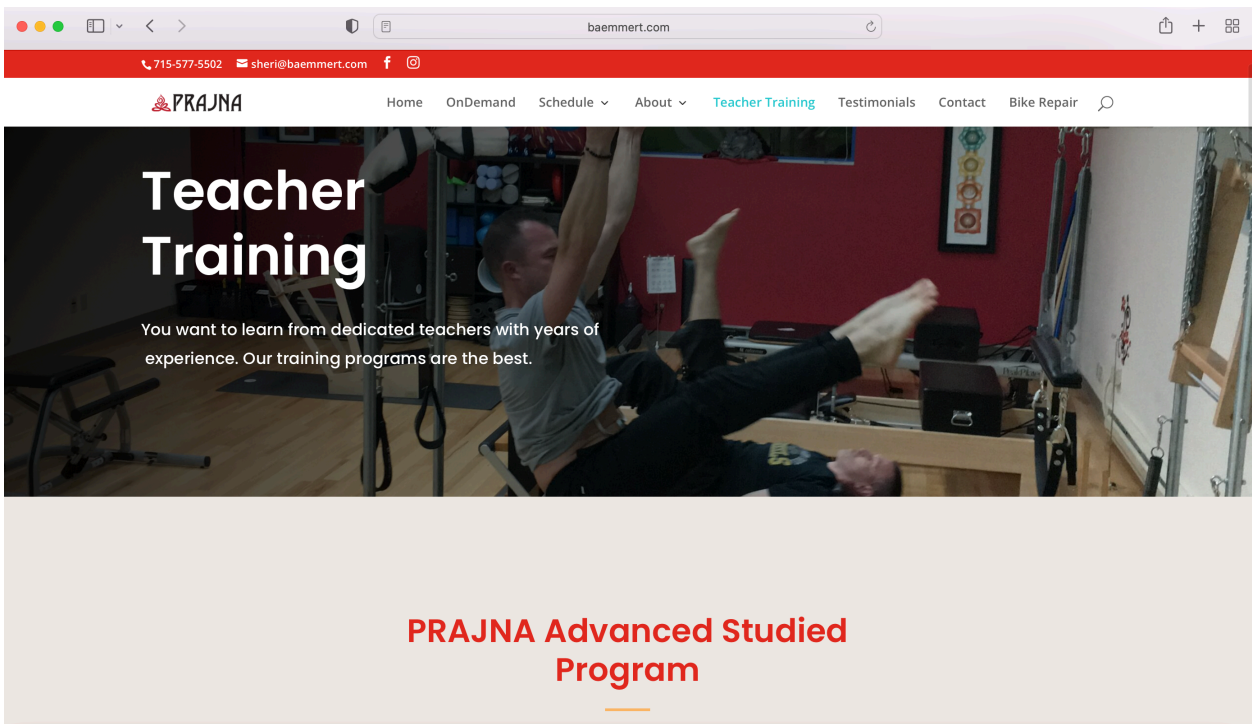 baemmert.com
715-577-5502 sheri@baemmert.com
PRAJNA
Home OnDemand Schedule About Teacher Training Testimonials Contact Bike Repair
Teacher
Training
You want to learn from dedicated teachers with years of
experience. Our training programs are the best.
PRAJNA Advanced Studied
Program